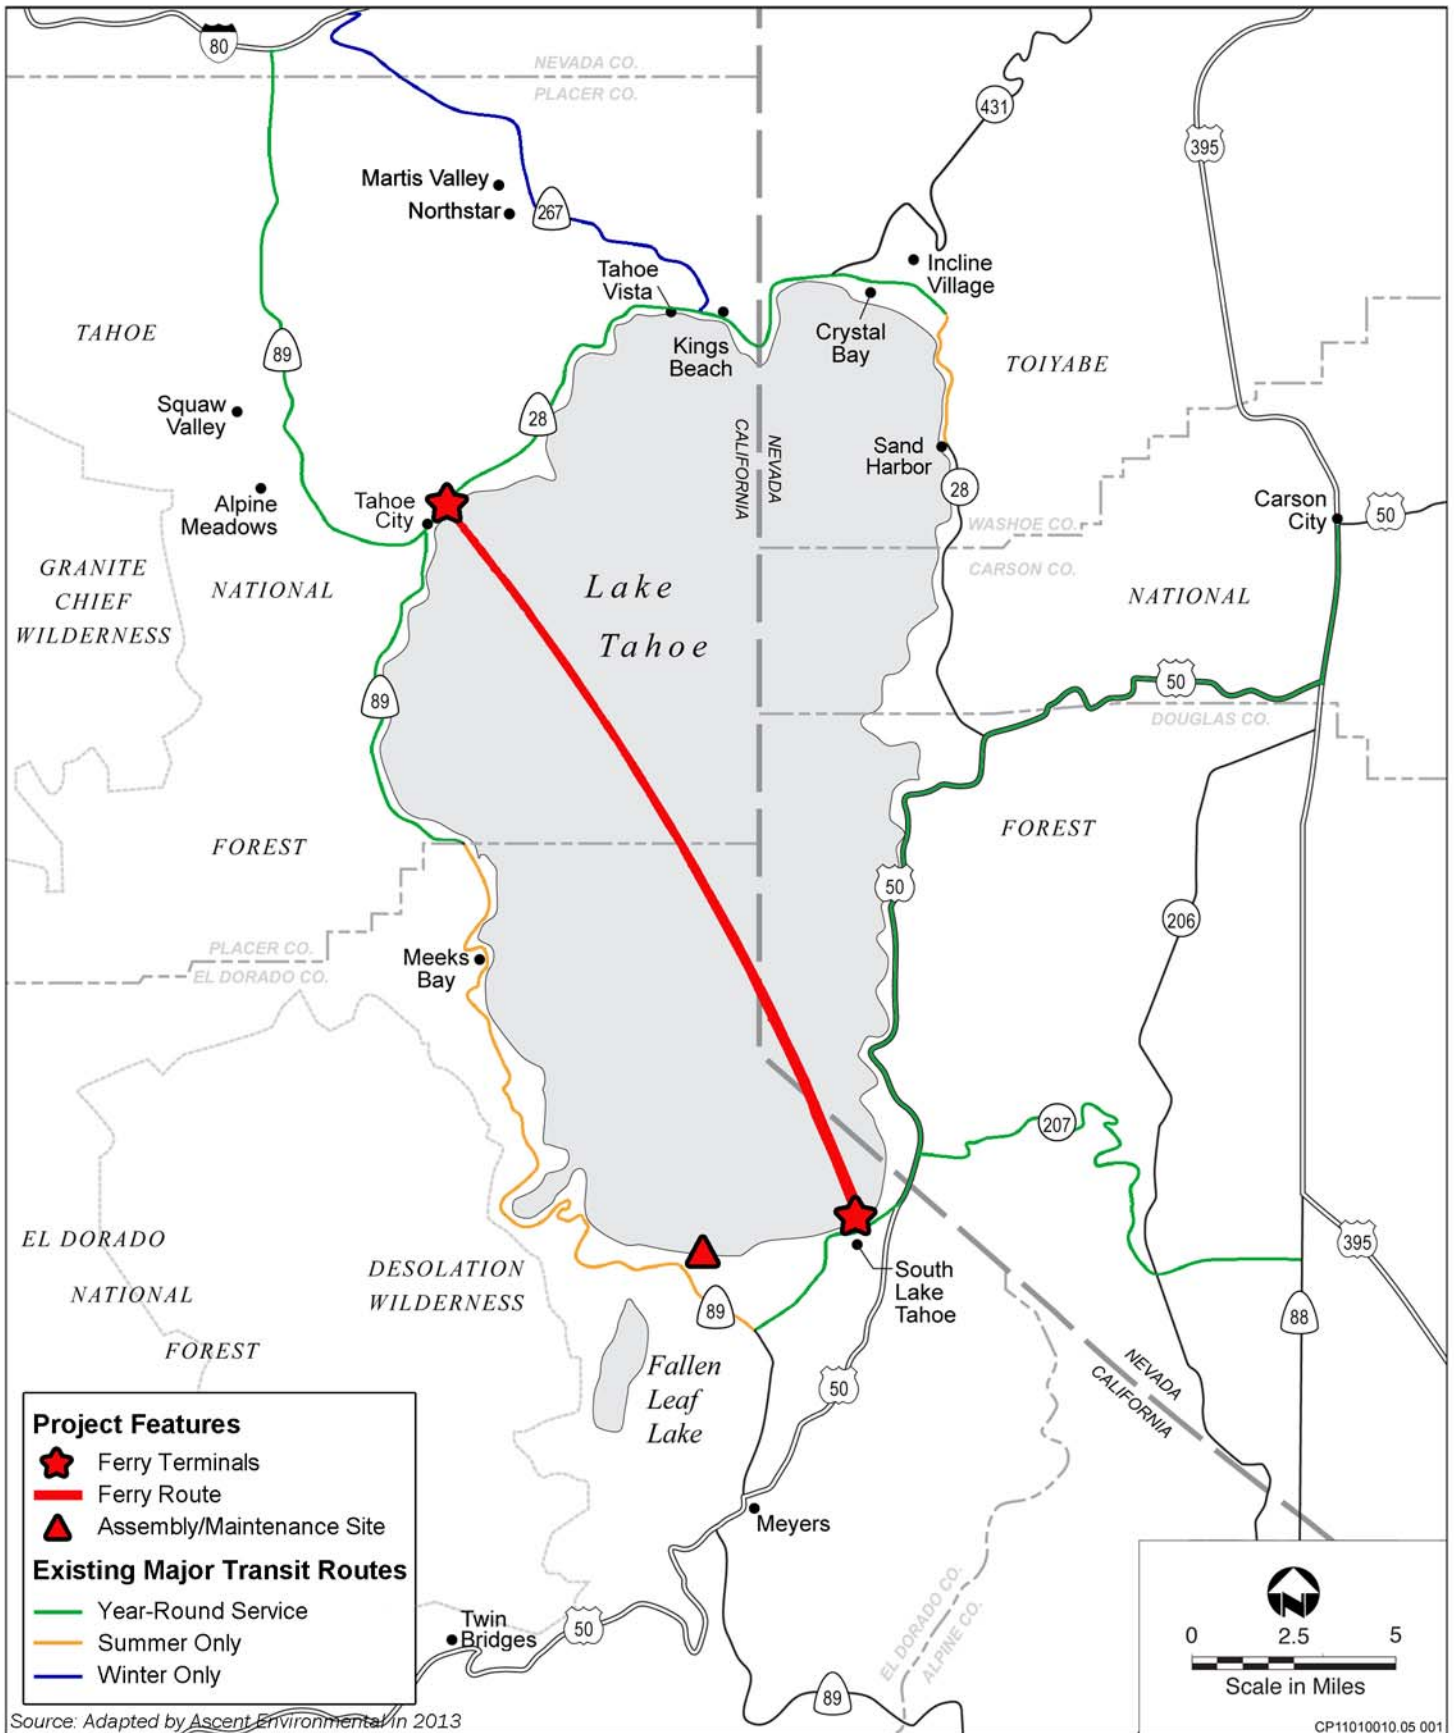 80
NEVADA CO.
PLACER CO.
431
395
Martis Valley
Northstar
267
Incline
Village
Tahoe
Vista
Kings
Beach
Crystal
Bay
TAHOE
89
TOIYABE
Squaw
Valley
28
CALIFORNIA
NEVADA
Sand
Harbor
28
Alpine
Meadows
Tahoe
City
Carson
City
50
WASHOE CO.
CARSON CO.
GRANITE
CHIEF
WILDERNESS
NATIONAL
Lake
Tahoe
NATIONAL
89
50
DOUGLAS CO.
FOREST
FOREST
50
206
PLACER CO.
EL DORADO CO.
Meeks
Bay
207
EL DORADO
NATIONAL
FOREST
DESOLATION
WILDERNESS
395
South
Lake
Tahoe
89
88
Fallen
Leaf
Lake
50
NEVADA
CALIFORNIA
Meyers
Project Features
Ferry Terminals
Ferry Route
Assembly/Maintenance Site
Existing Major Transit Routes
Year-Round Service
Summer Only
Winter Only
Twin
Bridges
50
89
EL DORADO CO.
ALPINE CO.
N
0 2.5 5
Scale in Miles
Source: Adapted by Ascent Environmental in 2013
CP11010010.05 001